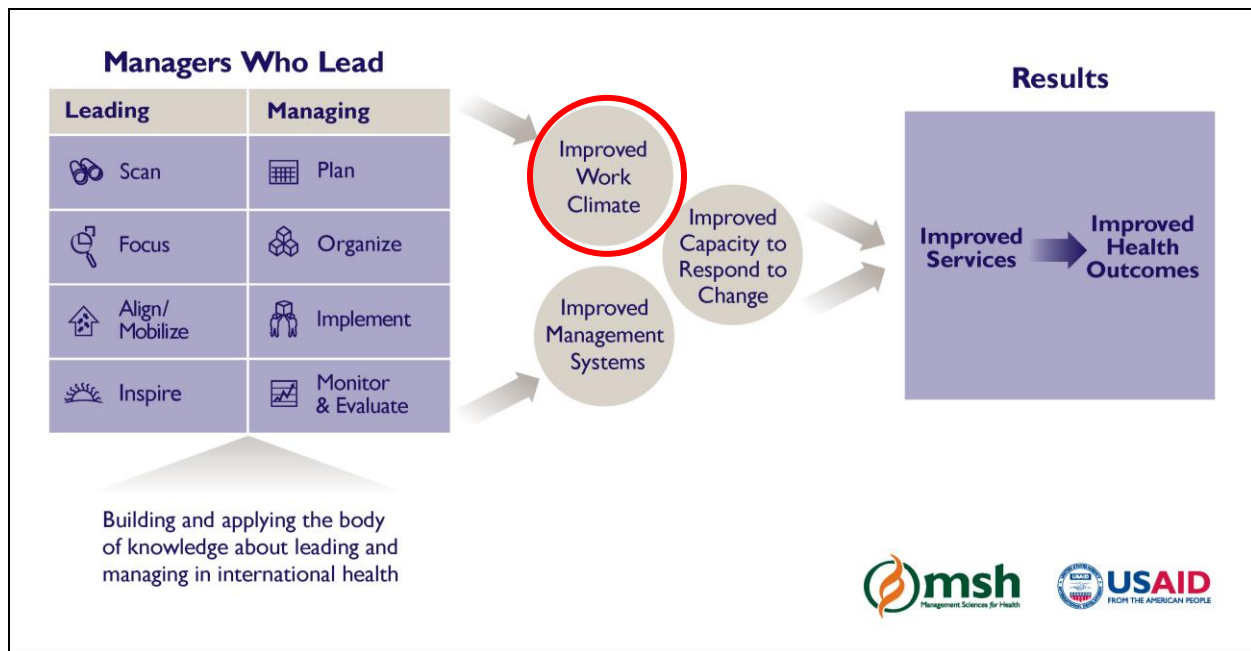 Managers Who Lead
Leading
Managing
Scan
Plan
Focus
Organize
Align/
Mobilize
Implement
Inspire
Monitor
& Evaluate
Building and applying the body
of knowledge about leading and
managing in international health
Improved
Work
Climate
Improved
Management
Systems
Improved
Capacity to
Respond to
Change
Results
Improved
Services
Improved
Health
Outcomes
msh
Management Sciences for Health
USAID
USAID
FROM THE AMERICAN PEOPLE